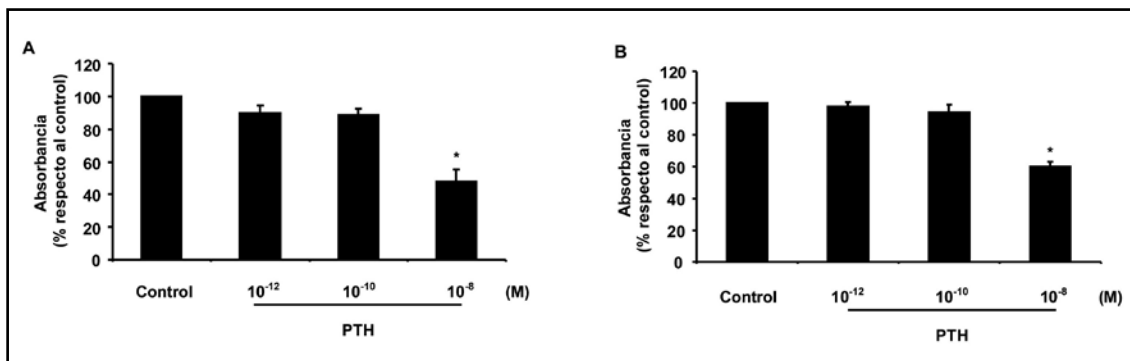 A
Absorbancia
(% respecto al control)
120
100
80
60
40
20
0
*
Control
10⁻¹²
10⁻¹⁰
10⁻⁸
(M)
PTH
B
Absorbancia
(% respecto al control)
120
100
80
60
40
20
0
*
Control
10⁻¹²
10⁻¹⁰
10⁻⁸
(M)
PTH